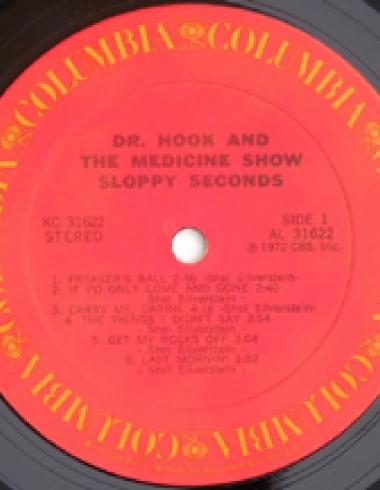 COLUMBIA COLUMBIA COLUMBIA COLUMBIA COLUMBIA COLUMBIA
DR. HOOK AND
THE MEDICINE SHOW
SLOPPY SECONDS
KC 31622
STEREO
SIDE 1
AL 31622
℗ 1972 CBS, Inc.
1. FREAKER'S BALL 2:46 -Shel Silverstein-
2. IF I'D ONLY COME AND GONE 2:40
- Shel Silverstein -
3. CARRY ME, CARRIE 4:16 -Shel Silverstein-
4. THE THINGS I DIDN'T SAY 2:54
- Shel Silverstein -
5. GET MY ROCKS OFF 3:04
- Shel Silverstein -
6. LAST MORNIN' 3:52
- Shel Silverstein -